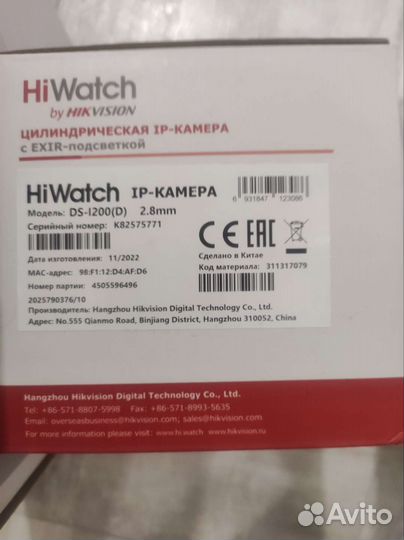 HiWatch
by HIKVISION
ЦИЛИНДРИЧЕСКАЯ IP-КАМЕРА
с EXIR-подсветкой
HiWatch IP-КАМЕРА
6 931847 123086
Модель: DS-I200(D) 2.8mm
Серийный номер: K82575771
CE EAC
Дата изготовления: 11/2022
Сделано в Китае
MAC-адрес: 98:F1:12:D4:AF:D6
Код материала: 311317079
Номер партии: 4505596496
2025790376/10
Производитель: Hangzhou Hikvision Digital Technology Co., Ltd.
Адрес: No.555 Qianmo Road, Binjiang District, Hangzhou 310052, China
Hangzhou Hikvision Digital Technology Co., Ltd.
Tel: +86-571-8807-5998 Fax: +86-571-8993-5635
Email: overseasbusiness@hikvision.com; sales@hikvision.com
For more information please visit: www.hi.watch www.hikvision.ru
Avito